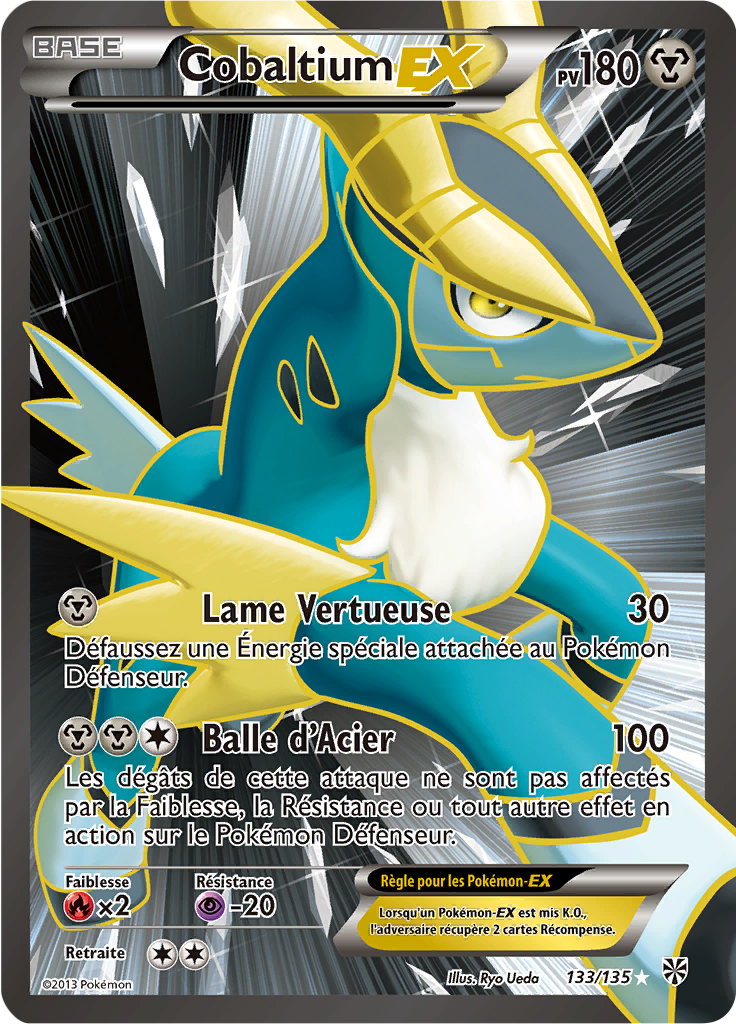 BASE
Cobaltium EX
PV 180
Lame Vertueuse 30
Défaussez une Énergie spéciale attachée au Pokémon
Défenseur.
Balle d'Acier 100
Les dégâts de cette attaque ne sont pas affectés
par la Faiblesse, la Résistance ou tout autre effet en
action sur le Pokémon Défenseur.
Faiblesse Résistance
×2 -20
Règle pour les Pokémon-EX
Lorsqu'un Pokémon-EX est mis K.O.,
l'adversaire récupère 2 cartes Récompense.
Retraite
©2013 Pokémon
Illus. Ryo Ueda
133/135